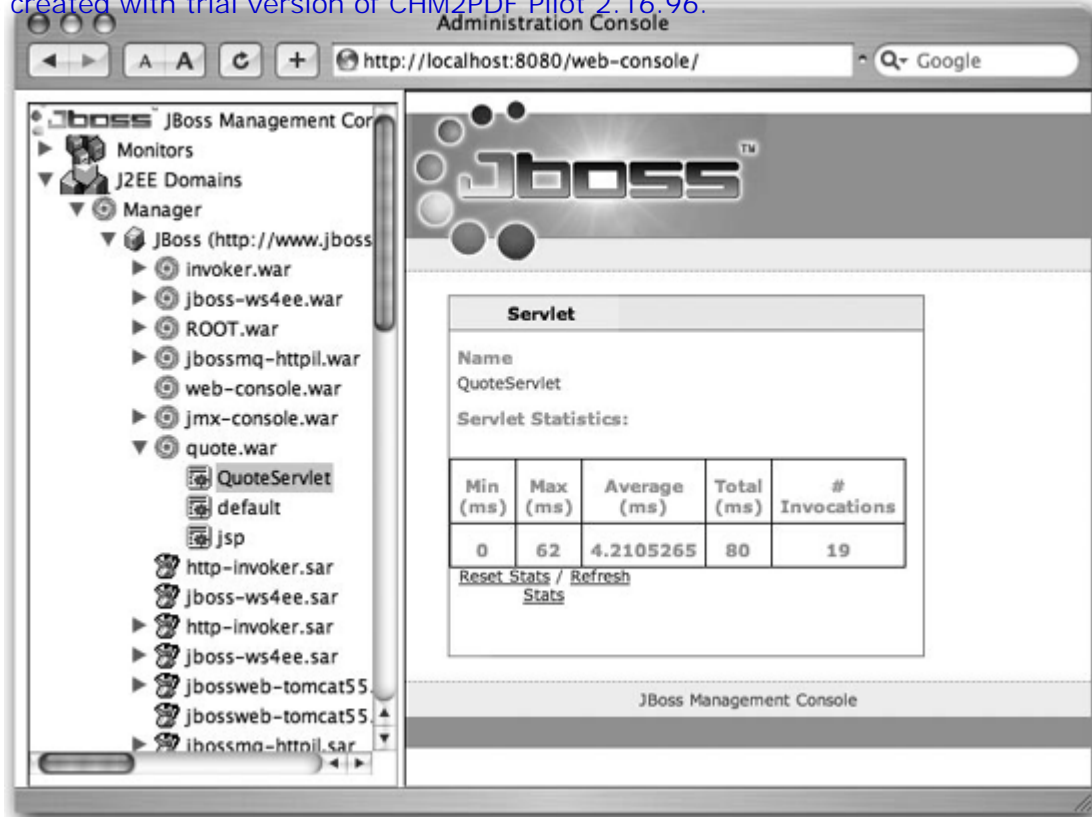 created with trial version of CHM2PDF Pilot 2.16.96.
Administration Console
A A
http://localhost:8080/web-console/
Google
Jboss JBoss Management Con
Monitors
J2EE Domains
Manager
JBoss (http://www.jboss
invoker.war
jboss-ws4ee.war
ROOT.war
jbossmq-httpil.war
web-console.war
jmx-console.war
quote.war
QuoteServlet
default
jsp
http-invoker.sar
jboss-ws4ee.sar
http-invoker.sar
jboss-ws4ee.sar
jbossweb-tomcat55.
jbossweb-tomcat55.
jbossmq-httpil.sar
Jboss TM
Servlet
Name
QuoteServlet
Servlet Statistics:
Min (ms) Max (ms) Average (ms) Total (ms) # Invocations
0 62 4.2105265 80 19
Reset Stats / Refresh
Stats
JBoss Management Console